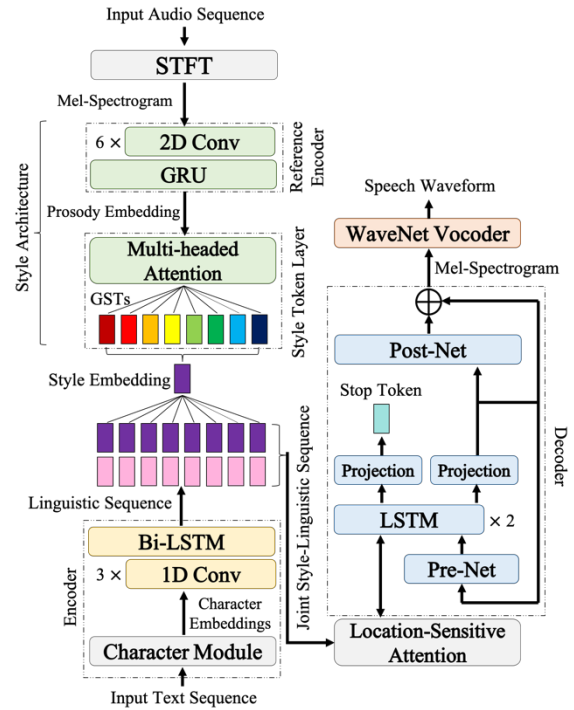 Input Audio Sequence
STFT
Mel-Spectrogram
6 ×
2D Conv
GRU
Reference
Encoder
Style Architecture
Prosody Embedding
Multi-headed
Attention
GSTs
Style Token Layer
Style Embedding
Linguistic Sequence
Joint Style-Linguistic Sequence
Bi-LSTM
3 ×
1D Conv
Encoder
Character
Embeddings
Character Module
Input Text Sequence
Speech Waveform
WaveNet Vocoder
Mel-Spectrogram
Post-Net
Stop Token
Projection
Projection
Decoder
LSTM
× 2
Pre-Net
Location-Sensitive
Attention